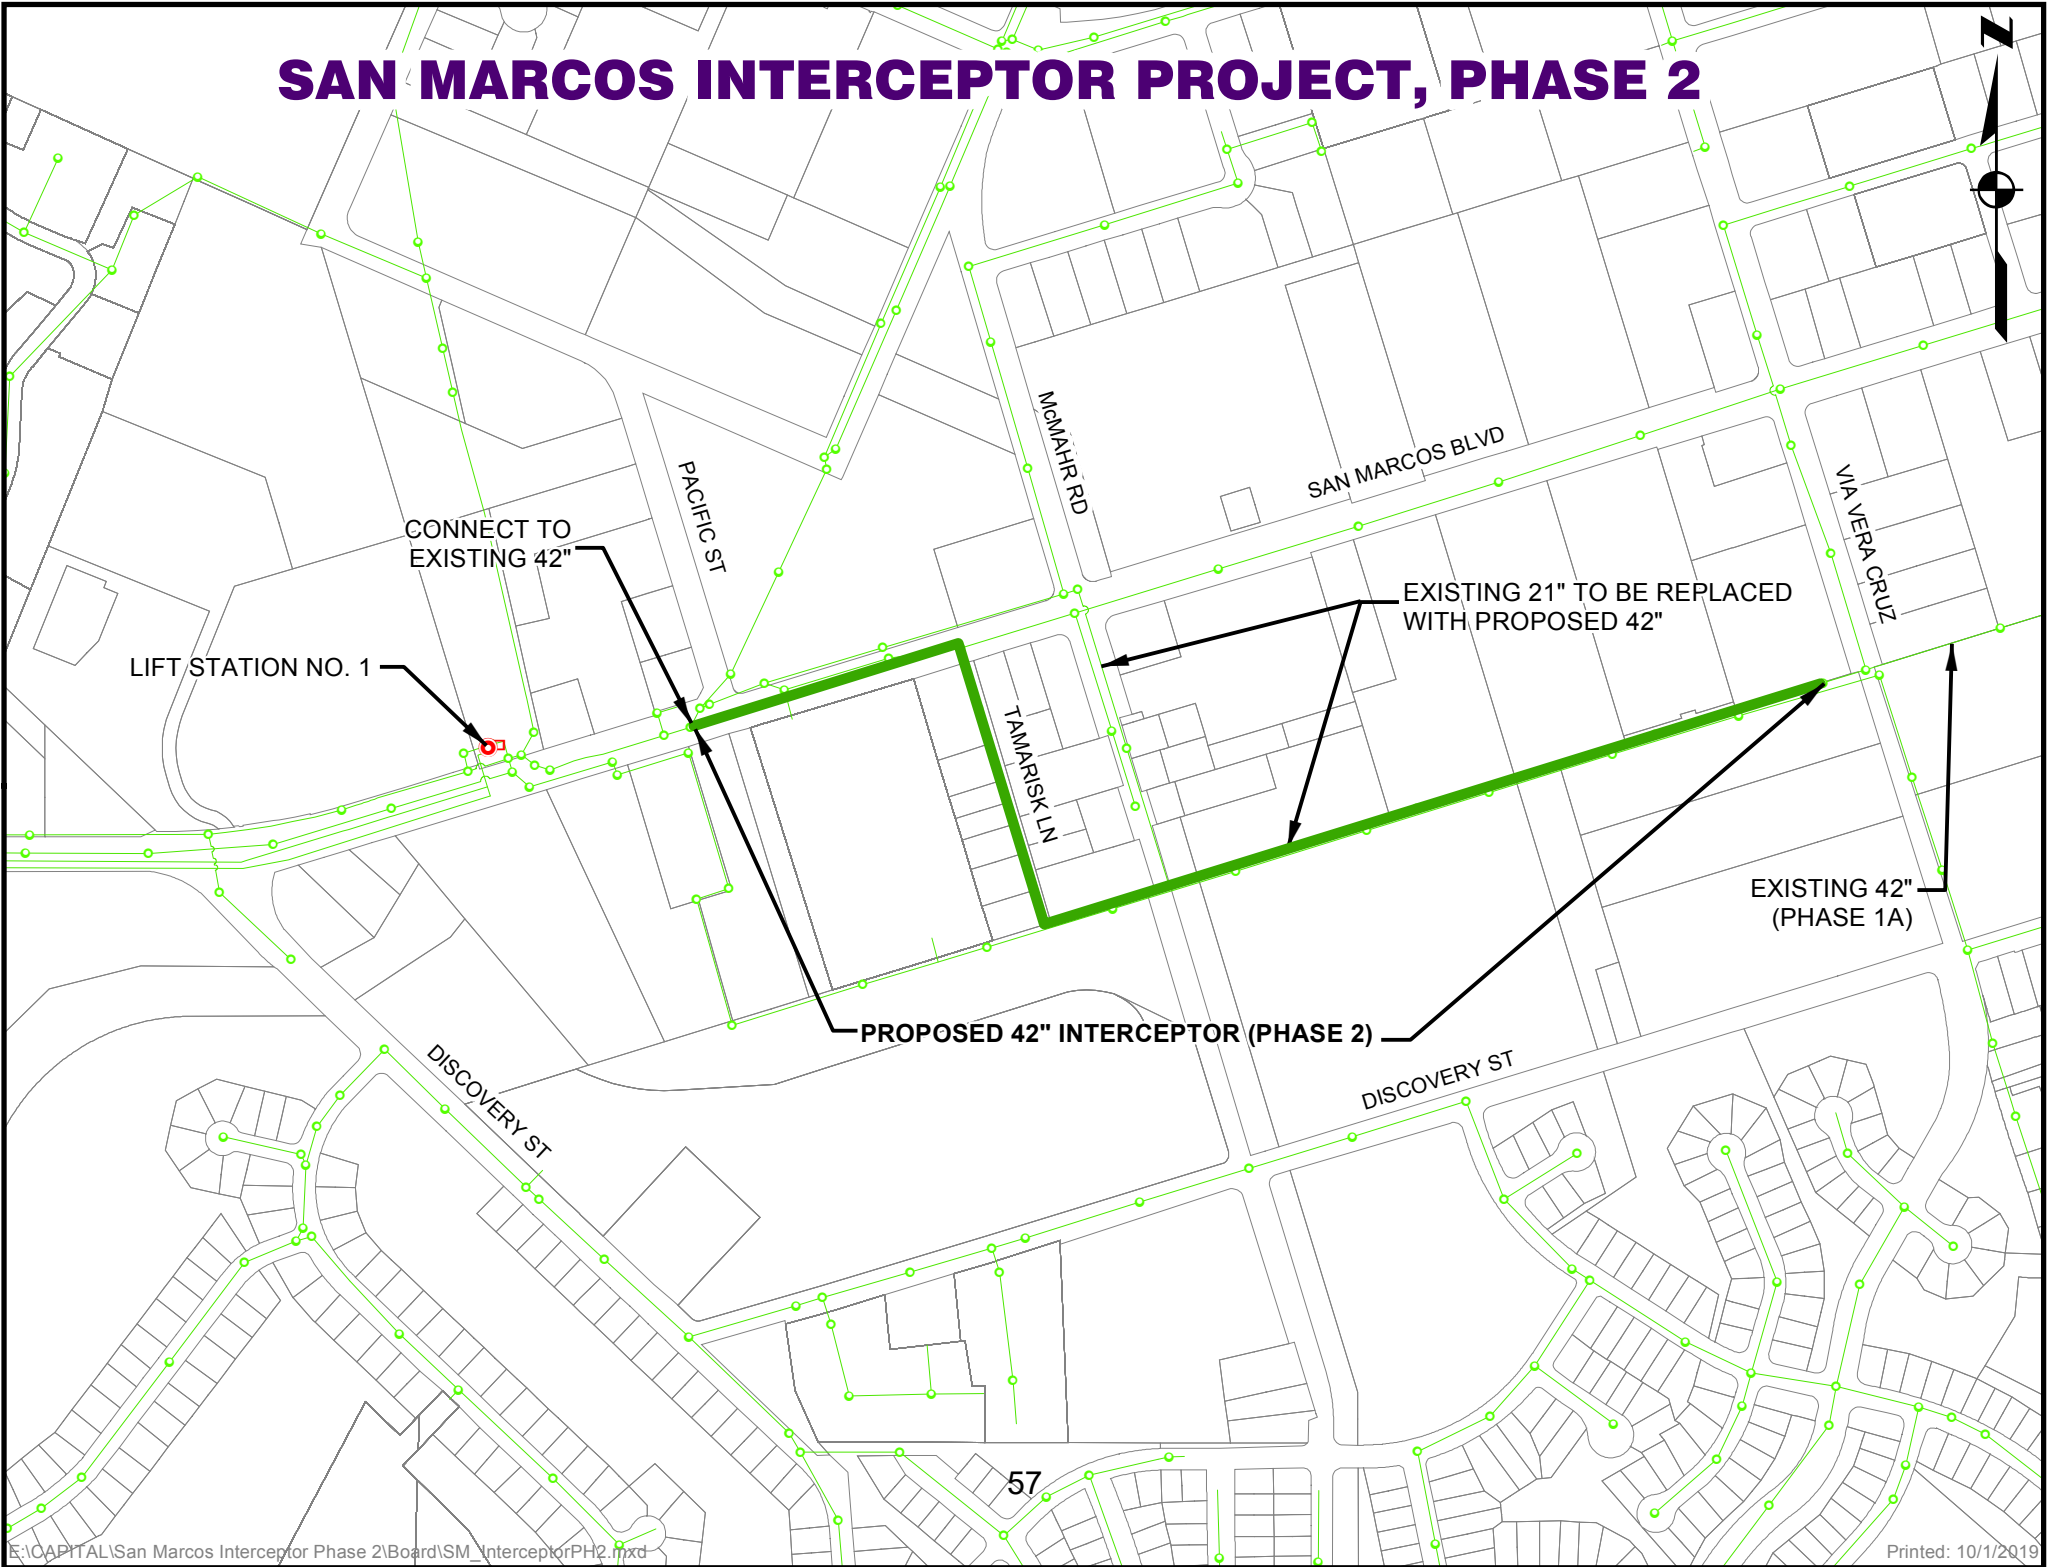 SAN MARCOS INTERCEPTOR PROJECT, PHASE 2
N
McMAHR RD
SAN MARCOS BLVD
PACIFIC ST
VIA VERA CRUZ
CONNECT TO
EXISTING 42"
EXISTING 21" TO BE REPLACED
WITH PROPOSED 42"
LIFT STATION NO. 1
TAMARISK LN
EXISTING 42"
(PHASE 1A)
PROPOSED 42" INTERCEPTOR (PHASE 2)
DISCOVERY ST
DISCOVERY ST
57
E:\CAPITAL\San Marcos Interceptor Phase 2\Board\SM_InterceptorPH2.mxd
Printed: 10/1/2019